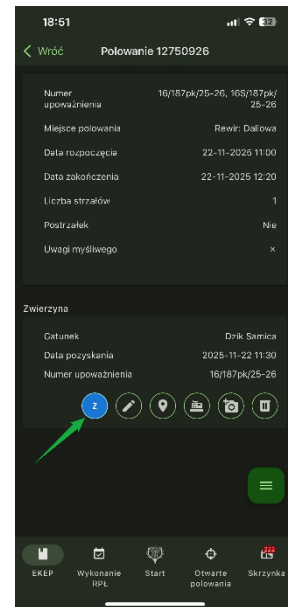 18:51
32
Wróć Polowanie 12750926
Numer upoważnienia 16/187pk/25-26, 16S/187pk/25-26
Miejsce polowania Rewir: Daliowa
Data rozpoczęcia 22-11-2025 11:00
Data zakończenia 22-11-2025 12:20
Liczba strzałów 1
Postrzałek Nie
Uwagi myśliwego ×
Zwierzyna
Gatunek Dzik Samica
Data pozyskania 2025-11-22 11:30
Numer upoważnienia 16/187pk/25-26
Z
EKEP Wykonanie RPŁ Start Otwarte polowania Skrzynka